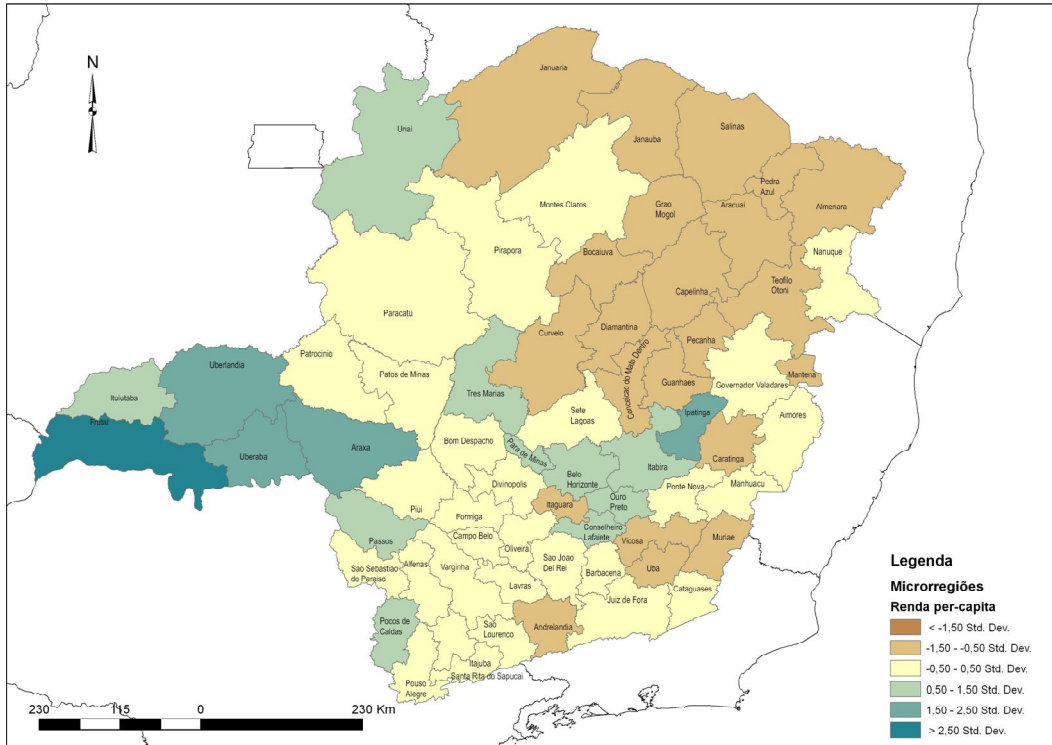 N
Januaria
Unai
Janauba
Salinas
Pedra
Azul
Aracuai
Almenara
Montes Claros
Grao
Mogol
Nanuque
Pirapora
Bocaiuva
Teofilo
Otoni
Capelinha
Paracatu
Diamantina
Curvelo
Pecanha
Conceicao do Mato Dentro
Patrocinio
Uberlandia
Patos de Minas
Mantena
Guanhaes
Governador Valadares
Tres Marias
Ituiutaba
Ipatinga
Sete
Lagoas
Aimores
Frutal
Bom Despacho
Araxa
Uberaba
Para de Minas
Caratinga
Itabira
Belo
Horizonte
Divinopolis
Ponte Nova
Manhuacu
Ouro
Preto
Itaguara
Piui
Formiga
Conselheiro
Lafaiete
Campo Belo
Passos
Vicosa
Muriae
Oliveira
Sao Joao
Del Rei
Alfenas
Varginha
Sao Sebastiao
do Paraiso
Uba
Barbacena
Lavras
Cataguases
Juiz de Fora
Pocos de
Caldas
Sao
Lourenco
Andrelandia
Itajuba
Santa Rita do Sapucai
Pouso
Alegre
230 115 0 230 Km
Legenda
Microrregiões
Renda per-capita
< -1,50 Std. Dev.
-1,50 - -0,50 Std. Dev.
-0,50 - 0,50 Std. Dev.
0,50 - 1,50 Std. Dev.
1,50 - 2,50 Std. Dev.
> 2,50 Std. Dev.